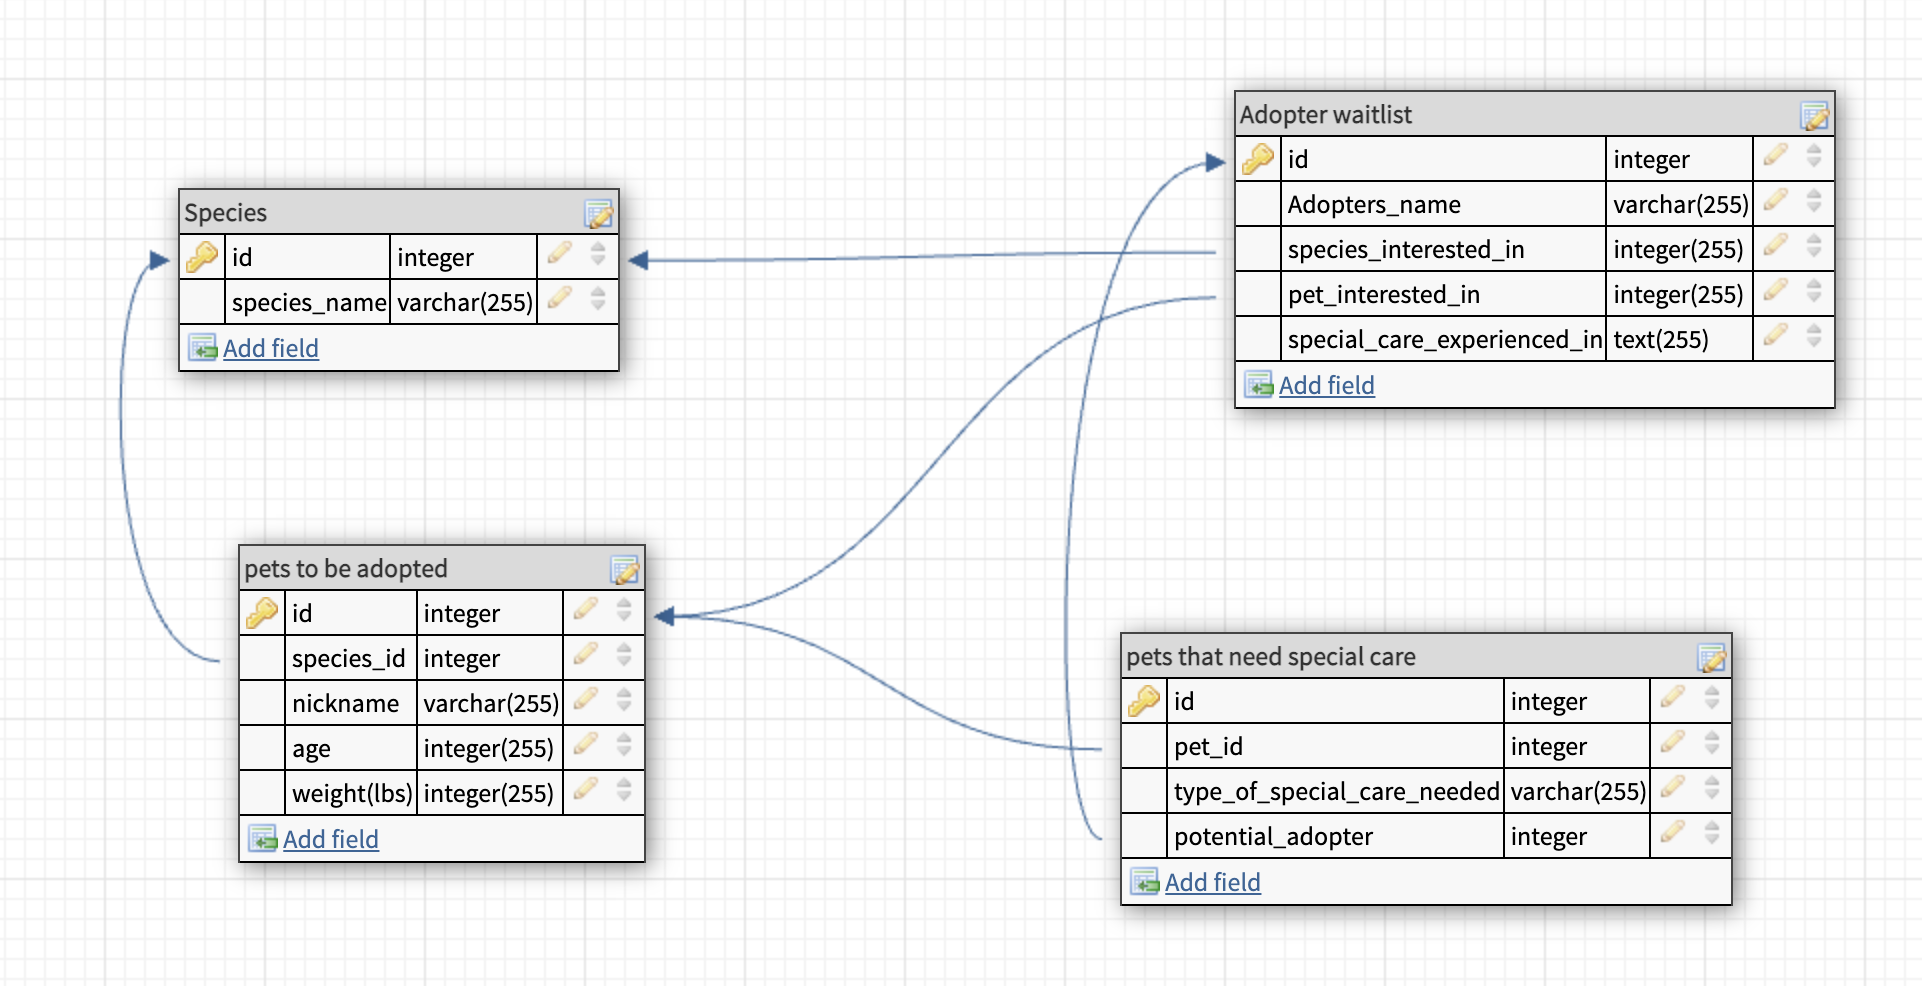 Species
id integer
species_name varchar(255)
Add field
Adopter waitlist
id integer
Adopters_name varchar(255)
species_interested_in integer(255)
pet_interested_in integer(255)
special_care_experienced_in text(255)
Add field
pets to be adopted
id integer
species_id integer
nickname varchar(255)
age integer(255)
weight(lbs) integer(255)
Add field
pets that need special care
id integer
pet_id integer
type_of_special_care_needed varchar(255)
potential_adopter integer
Add field